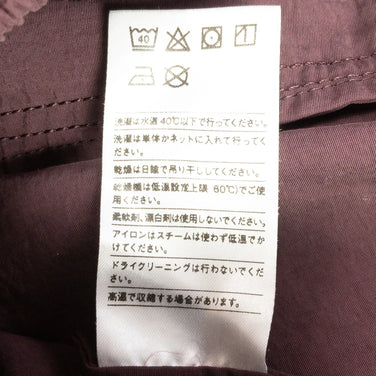 40
洗濯は水温40℃以下で行ってください。
洗濯は単体かネットに入れて行ってく
ださい。
乾燥は日陰で吊り干ししてください。
乾燥機は低温設定上限 60℃)でご使
用ください。
柔軟剤、漂白剤は使用しないでください。
アイロンはスチームは使わず低温でか
けてください。
ドライクリーニングは行わないでくだ
さい。
高温で収縮する場合があります。